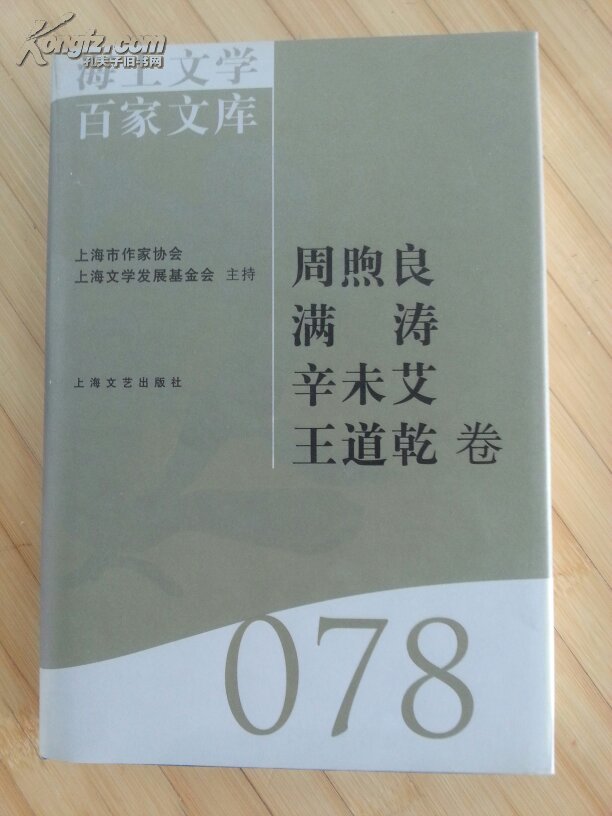 Kongfz.com
孔夫子旧书网
海上文学
百家文库
上海市作家协会
上海文学发展基金会 主持
上海文艺出版社
周煦良
满 涛
辛未艾
王道乾 卷
078